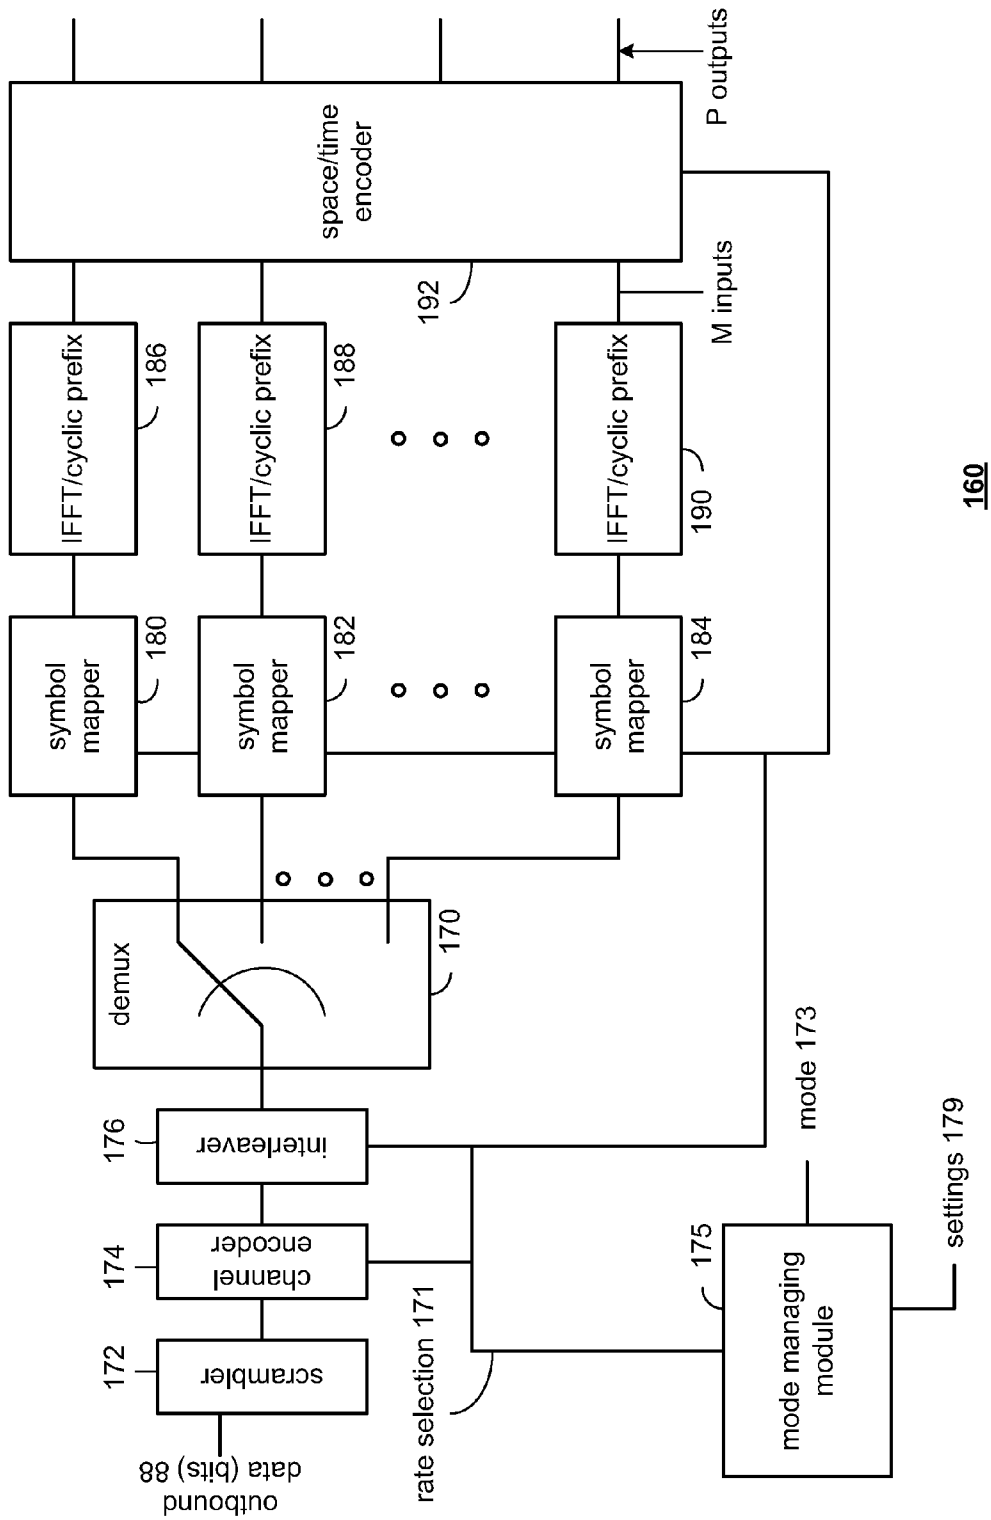 outbound
data (bits) 88
scrambler
172
channel
encoder
174
interleaver
176
demux
170
symbol
mapper
180
symbol
mapper
182
symbol
mapper
184
IFFT/cyclic prefix
186
IFFT/cyclic prefix
188
IFFT/cyclic prefix
190
M inputs
space/time
encoder
192
P outputs
rate selection 171
mode managing
module
175
mode 173
settings 179
160